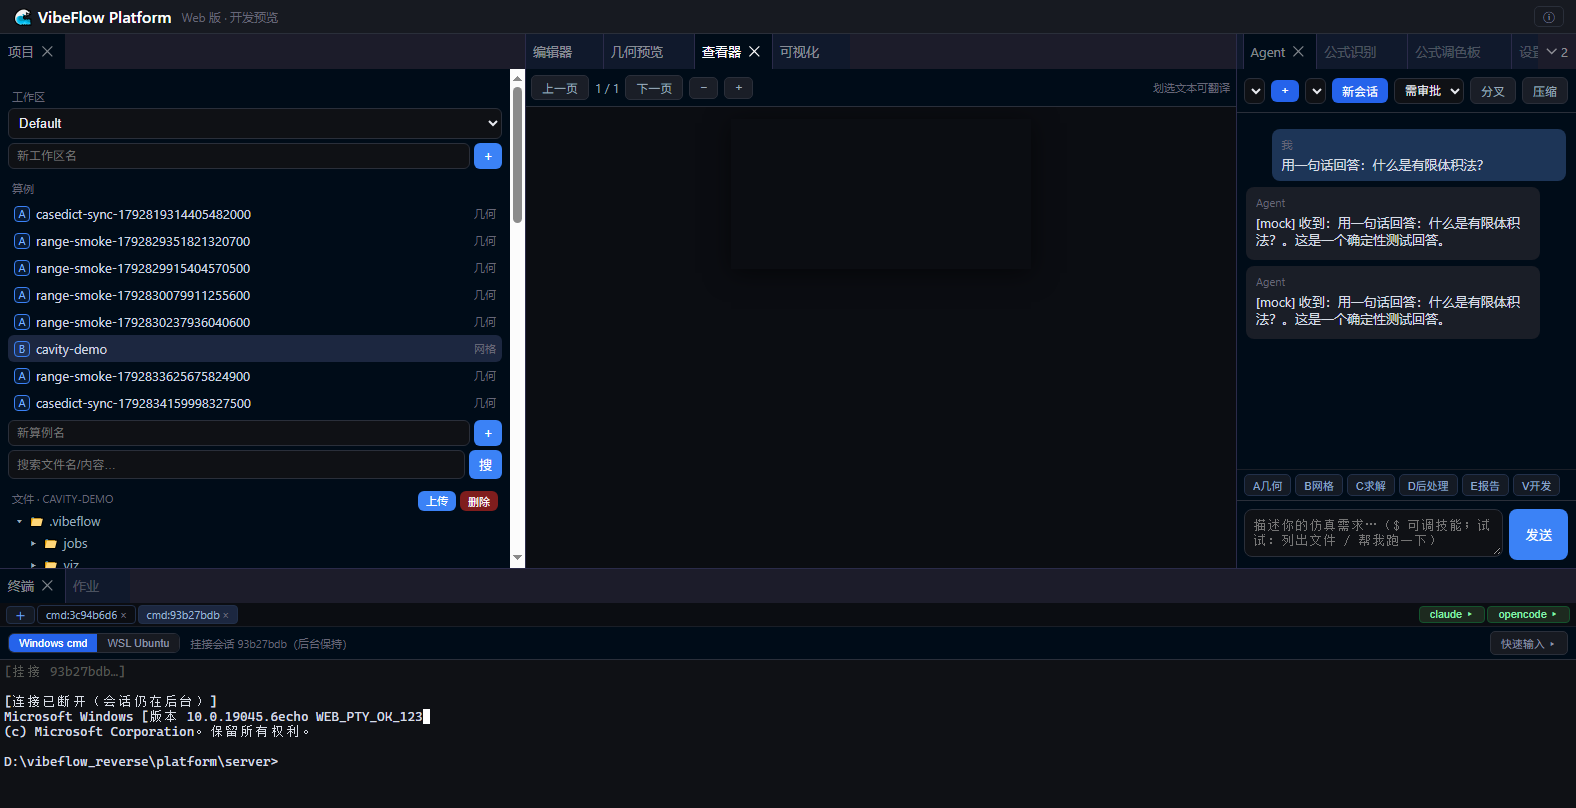 VibeFlow Platform Web 版 · 开发预览
项目
编辑器 几何预览 查看器 可视化
Agent 公式识别 公式调色板 2
工作区
Default
新工作区名
+
算例
A casedict-sync-1792819314405482000 几何
A range-smoke-1792829351821320700 几何
A range-smoke-1792829915404570500 几何
A range-smoke-1792830079911255600 几何
A range-smoke-1792830237936040600 几何
B cavity-demo 网格
A range-smoke-1792833625675824900 几何
A casedict-sync-1792834159998327500 几何
新算例名
+
搜索文件名/内容...
搜
文件 · CAVITY-DEMO 上传 删除
.vibeflow
jobs
viz
上一页 1 / 1 下一页 − + 划选文本可翻译
+ 新会话 需审批 分叉 压缩
我
用一句话回答：什么是有限体积法？
Agent
[mock] 收到：用一句话回答：什么是有限体积
法？。这是一个确定性测试回答。
Agent
[mock] 收到：用一句话回答：什么是有限体积
法？。这是一个确定性测试回答。
A几何 B网格 C求解 D后处理 E报告 V开发
描述你的仿真需求…（$ 可调技能；试
试：列出文件 / 帮我跑一下）
发送
终端 作业
+ cmd:3c94b6d6 × cmd:93b27bdb × claude ▸ opencode ▸
Windows cmd WSL Ubuntu 挂接会话 93b27bdb（后台保持） 快速输入 ▸
[挂接 93b27bdb…]
[连接已断开（会话仍在后台）]
Microsoft Windows [版本 10.0.19045.6echo WEB_PTY_OK_123
(c) Microsoft Corporation。保留所有权利。
D:\vibeflow_reverse\platform\server>